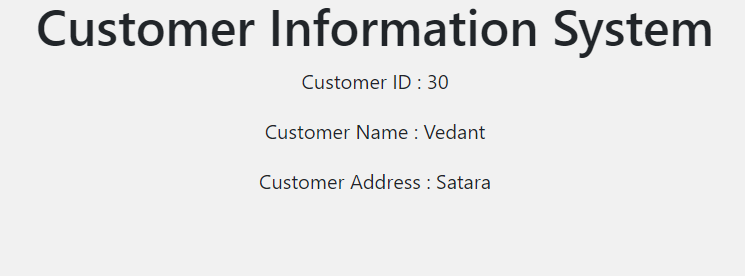 Customer Information System
Customer ID : 30
Customer Name : Vedant
Customer Address : Satara